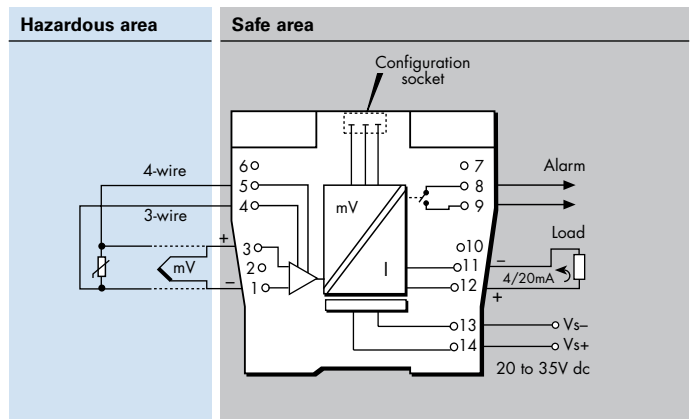 Hazardous area
Safe area
Configuration
socket
6
7
4-wire
5
mV
8
Alarm
3-wire
4
9
+
3
10
Load
mV
2
I
11
–
4/20mA
–
1
12
+
13
Vs–
14
Vs+
20 to 35V dc